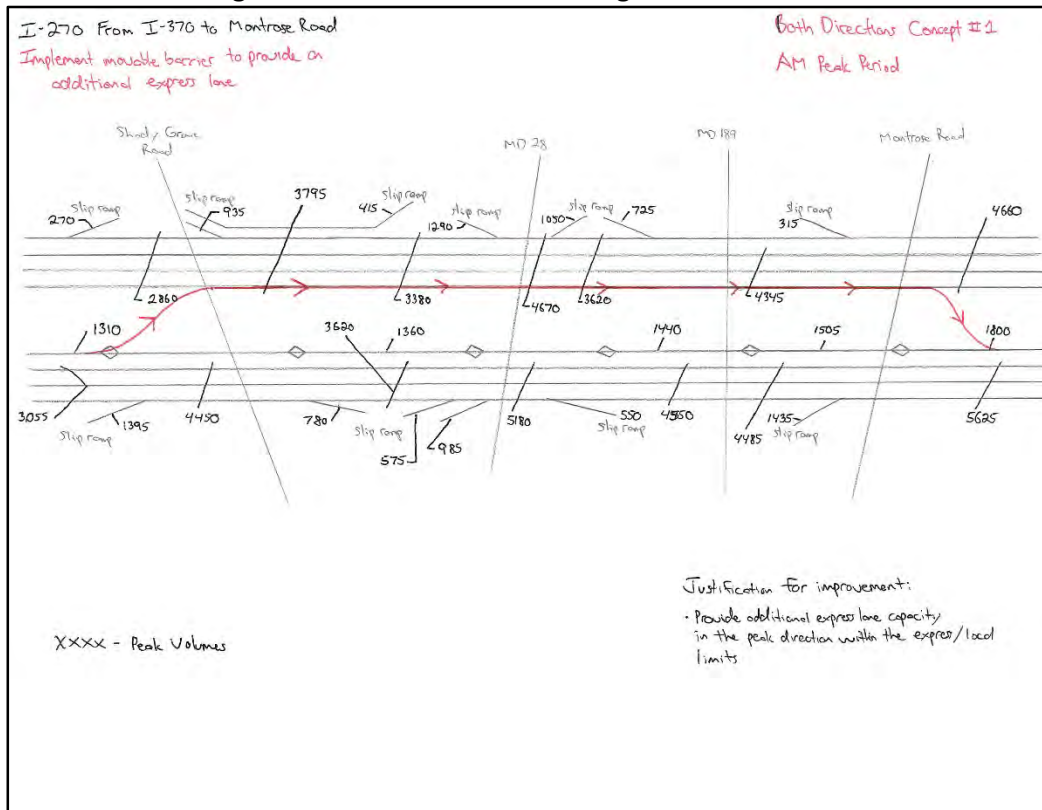 I-270 From I-370 to Montrose Road
Implement movable barrier to provide an
additional express lane
Both Directions Concept #1
AM Peak Period
Shady Grove
Road
MD 28
MD 189
Montrose Road
slip ramp
270
slip ramp
935
3795
415
slip ramp
1290
slip ramp
1050
slip ramp
725
slip ramp
315
4660
2860
3380
4670
3620
4345
1310
3620
1360
1440
1505
1800
3055
1395
slip ramp
4450
780
slip ramp
575
985
5180
550
slip ramp
4550
4485
1435
slip ramp
5625
Justification for improvement:
• Provide additional express lane capacity
in the peak direction within the express/local
limits
XXXX - Peak Volumes